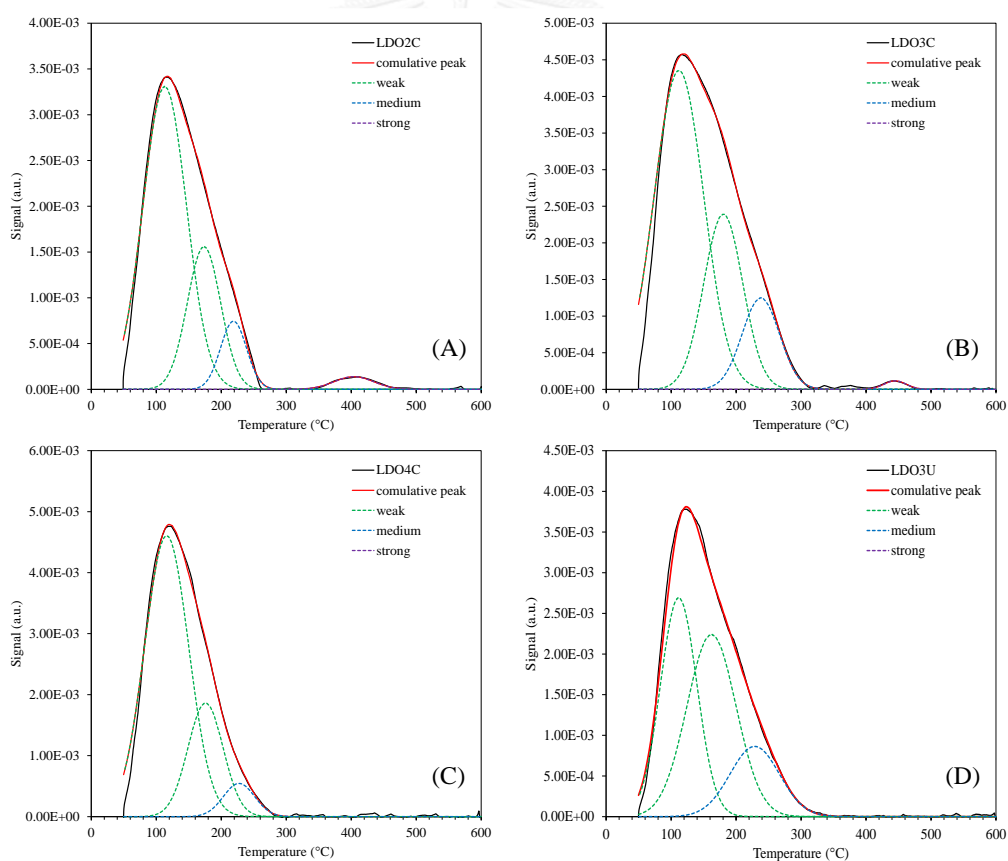 4.00E-03
3.50E-03
3.00E-03
2.50E-03
2.00E-03
1.50E-03
1.00E-03
5.00E-04
0.00E+00
Signal (a.u.)
0 100 200 300 400 500 600
Temperature (°C)
LDO2C
comulative peak
weak
medium
strong
(A)
5.00E-03
4.50E-03
4.00E-03
3.50E-03
3.00E-03
2.50E-03
2.00E-03
1.50E-03
1.00E-03
5.00E-04
0.00E+00
Signal (a.u.)
0 100 200 300 400 500 600
Temperature (°C)
LDO3C
comulative peak
weak
medium
strong
(B)
6.00E-03
5.00E-03
4.00E-03
3.00E-03
2.00E-03
1.00E-03
0.00E+00
Signal (a.u.)
0 100 200 300 400 500 600
Temperature (°C)
LDO4C
comulative peak
weak
medium
strong
(C)
4.50E-03
4.00E-03
3.50E-03
3.00E-03
2.50E-03
2.00E-03
1.50E-03
1.00E-03
5.00E-04
0.00E+00
Signal (a.u.)
0 100 200 300 400 500 600
Temperature (°C)
LDO3U
comulative peak
weak
medium
strong
(D)